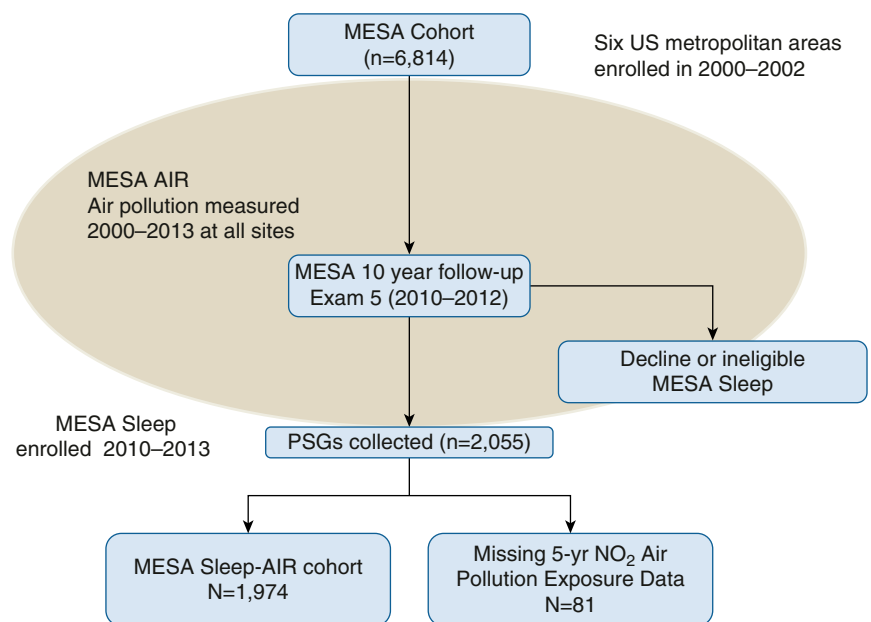 MESA Cohort
(n=6,814)
Six US metropolitan areas
enrolled in 2000–2002
MESA AIR
Air pollution measured
2000–2013 at all sites
MESA 10 year follow-up
Exam 5 (2010–2012)
Decline or ineligible
MESA Sleep
MESA Sleep
enrolled 2010–2013
PSGs collected (n=2,055)
MESA Sleep-AIR cohort
N=1,974
Missing 5-yr NO₂ Air
Pollution Exposure Data
N=81